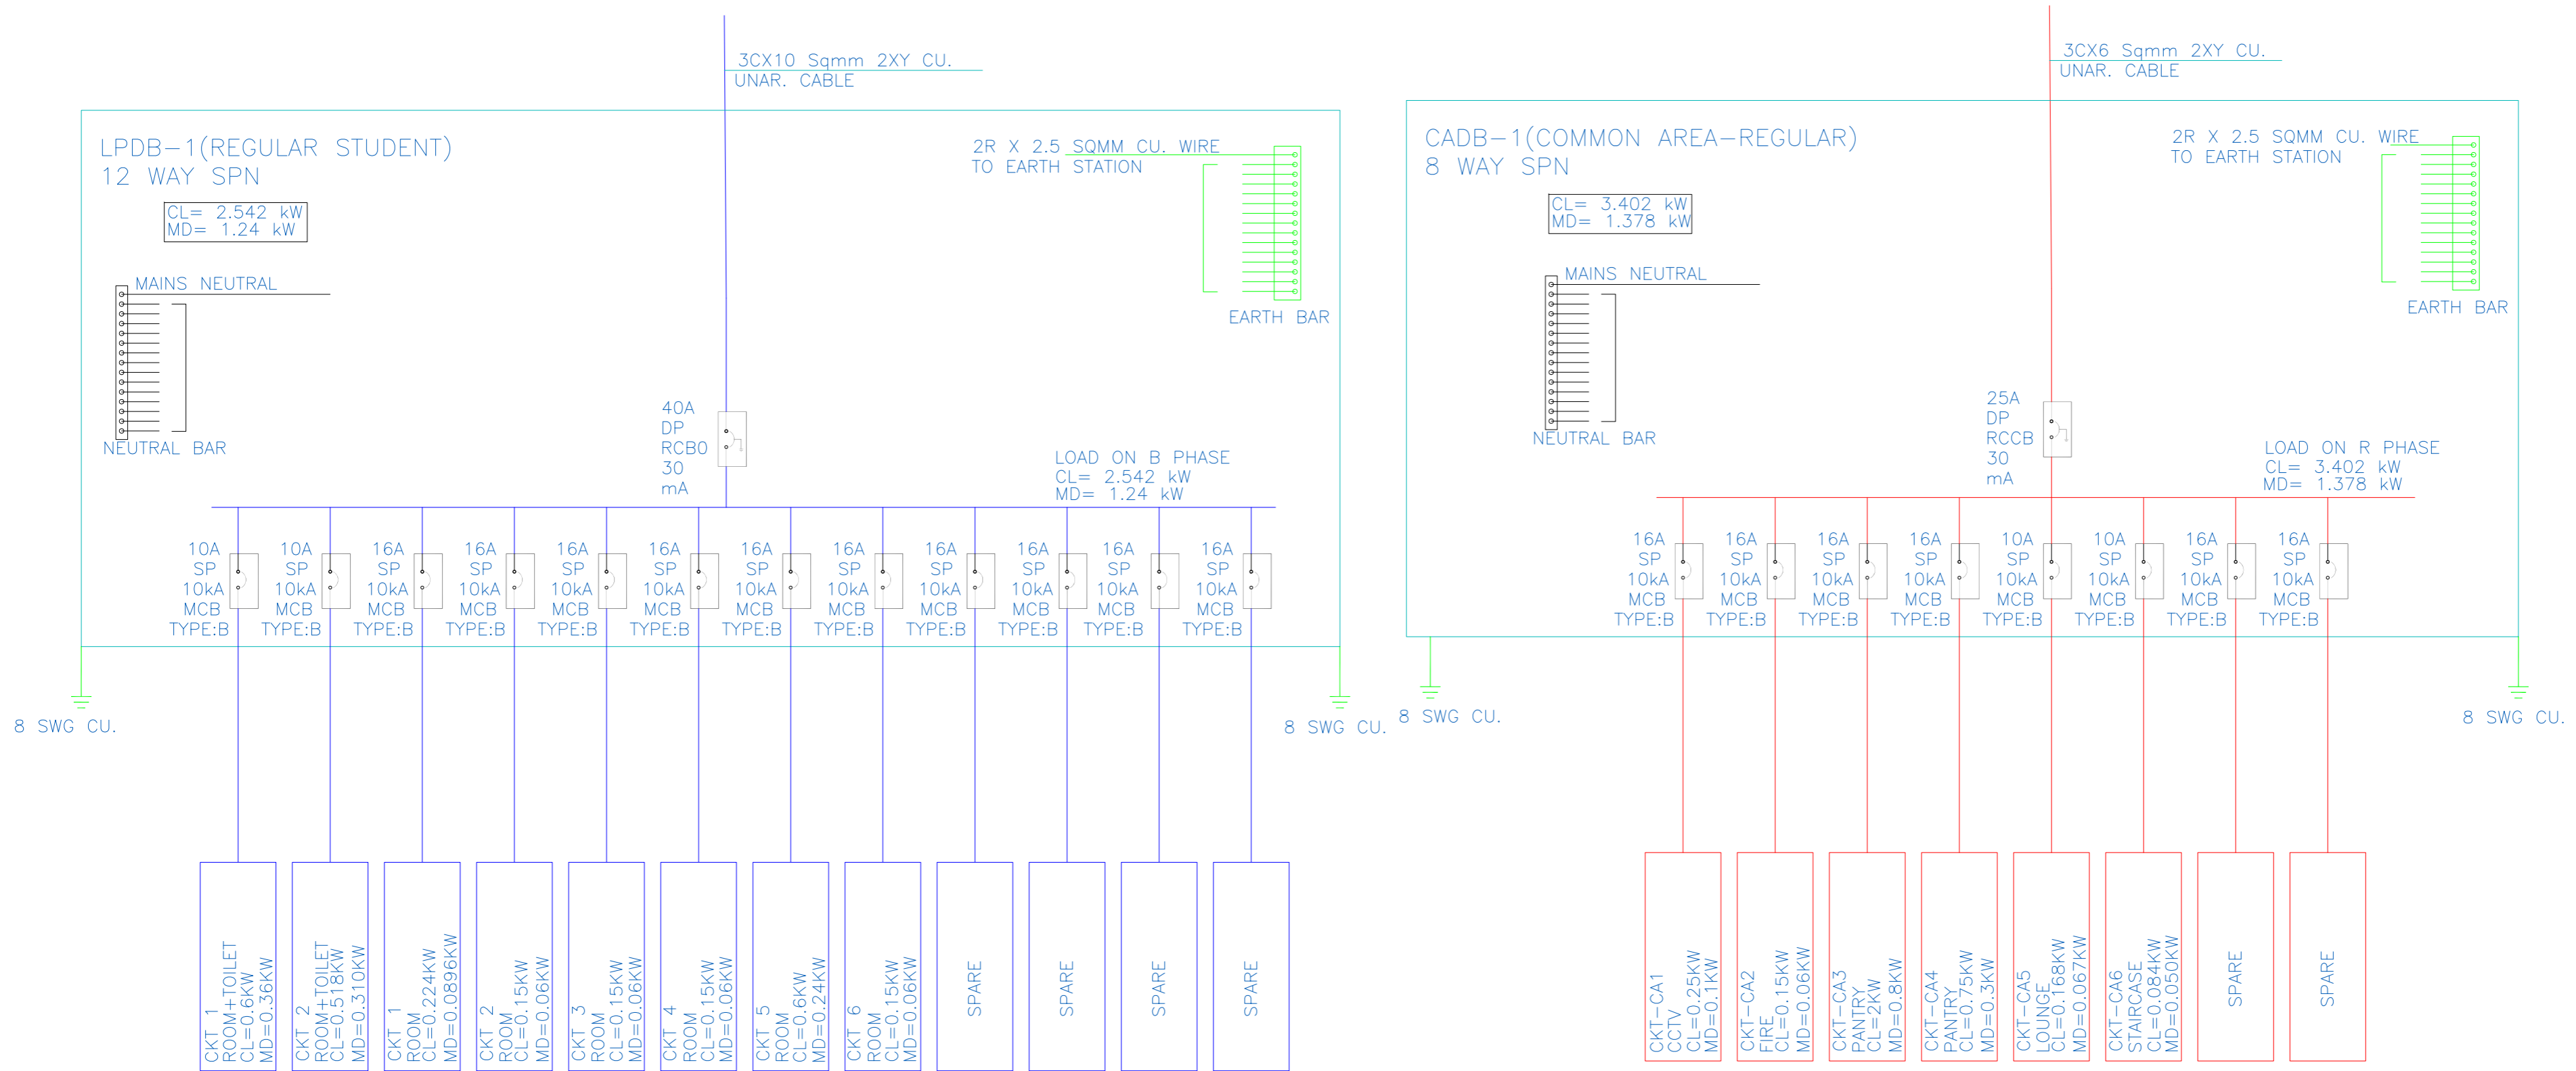 3CX10 Sqmm 2XY CU.
UNAR. CABLE
LPDB-1(REGULAR STUDENT)
12 WAY SPN
CL= 2.542 kW
MD= 1.24 kW
2R X 2.5 SQMM CU. WIRE
TO EARTH STATION
EARTH BAR
MAINS NEUTRAL
NEUTRAL BAR
40A
DP
RCBO
30
mA
LOAD ON B PHASE
CL= 2.542 kW
MD= 1.24 kW
10A
SP
10kA
MCB
TYPE:B
10A
SP
10kA
MCB
TYPE:B
16A
SP
10kA
MCB
TYPE:B
16A
SP
10kA
MCB
TYPE:B
16A
SP
10kA
MCB
TYPE:B
16A
SP
10kA
MCB
TYPE:B
16A
SP
10kA
MCB
TYPE:B
16A
SP
10kA
MCB
TYPE:B
16A
SP
10kA
MCB
TYPE:B
16A
SP
10kA
MCB
TYPE:B
16A
SP
10kA
MCB
TYPE:B
16A
SP
10kA
MCB
TYPE:B
8 SWG CU.
8 SWG CU.
CKT 1
ROOM+TOILET
CL=0.6KW
MD=0.36KW
CKT 2
ROOM+TOILET
CL=0.518KW
MD=0.310KW
CKT 1
ROOM
CL=0.224KW
MD=0.0896KW
CKT 2
ROOM
CL=0.15KW
MD=0.06KW
CKT 3
ROOM
CL=0.15KW
MD=0.06KW
CKT 4
ROOM
CL=0.15KW
MD=0.06KW
CKT 5
ROOM
CL=0.6KW
MD=0.24KW
CKT 6
ROOM
CL=0.15KW
MD=0.06KW
SPARE
SPARE
SPARE
SPARE
3CX6 Sqmm 2XY CU.
UNAR. CABLE
CADB-1(COMMON AREA-REGULAR)
8 WAY SPN
CL= 3.402 kW
MD= 1.378 kW
2R X 2.5 SQMM CU. WIRE
TO EARTH STATION
EARTH BAR
MAINS NEUTRAL
NEUTRAL BAR
25A
DP
RCCB
30
mA
LOAD ON R PHASE
CL= 3.402 kW
MD= 1.378 kW
16A
SP
10kA
MCB
TYPE:B
16A
SP
10kA
MCB
TYPE:B
16A
SP
10kA
MCB
TYPE:B
16A
SP
10kA
MCB
TYPE:B
10A
SP
10kA
MCB
TYPE:B
10A
SP
10kA
MCB
TYPE:B
16A
SP
10kA
MCB
TYPE:B
16A
SP
10kA
MCB
TYPE:B
8 SWG CU.
8 SWG CU.
CKT-CA1
CCTV
CL=0.25KW
MD=0.1KW
CKT-CA2
FIRE
CL=0.15KW
MD=0.06KW
CKT-CA3
PANTRY
CL=2KW
MD=0.8KW
CKT-CA4
PANTRY
CL=0.75KW
MD=0.3KW
CKT-CA5
LOUNGE
CL=0.168KW
MD=0.067KW
CKT-CA6
STAIRCASE
CL=0.084KW
MD=0.050KW
SPARE
SPARE